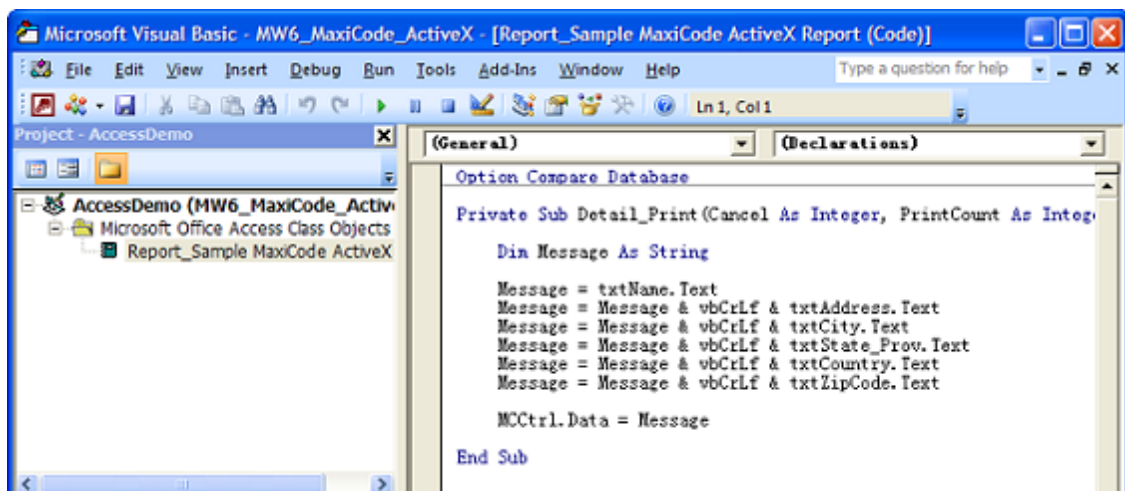 Microsoft Visual Basic - MW6_MaxiCode_ActiveX - [Report_Sample MaxiCode ActiveX Report (Code)]
File Edit View Insert Debug Run Tools Add-Ins Window Help Type a question for help
Ln 1, Col 1
Project - AccessDemo
(General) (Declarations)
Option Compare Database
AccessDemo (MW6_MaxiCode_Activ
Private Sub Detail_Print(Cancel As Integer, PrintCount As Integ
Microsoft Office Access Class Objects
Report_Sample MaxiCode ActiveX
Dim Message As String
Message = txtName.Text
Message = Message & vbCrLf & txtAddress.Text
Message = Message & vbCrLf & txtCity.Text
Message = Message & vbCrLf & txtState_Prov.Text
Message = Message & vbCrLf & txtCountry.Text
Message = Message & vbCrLf & txtZipCode.Text
MCCtrl.Data = Message
End Sub